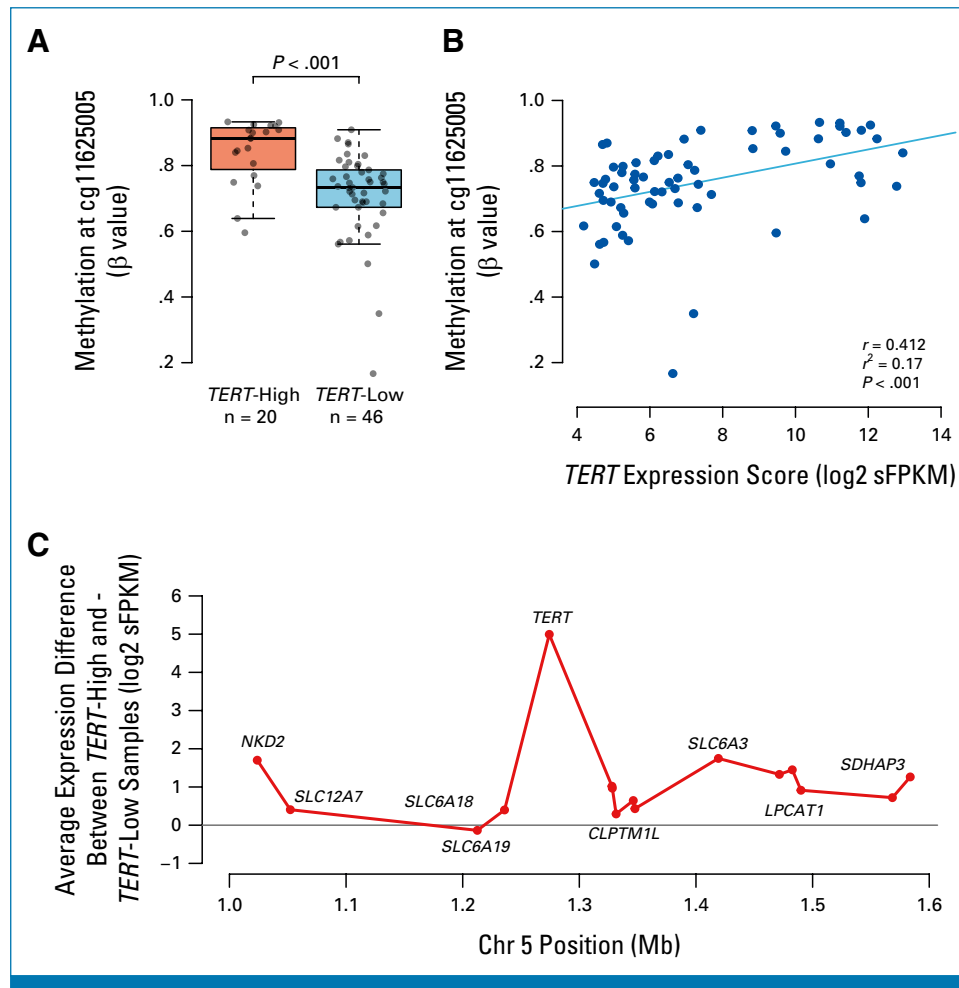 A
P < .001
Methylation at cg11625005
(β value)
1.0
.8
.6
.4
.2
TERT-High
n = 20
TERT-Low
n = 46
B
Methylation at cg11625005
(β value)
1.0
.8
.6
.4
.2
r = 0.412
r² = 0.17
P < .001
4 6 8 10 12 14
TERT Expression Score (log2 sFPKM)
C
Average Expression Difference
Between TERT-High and -
TERT-Low Samples (log2 sFPKM)
6
5
4
3
2
1
0
–1
NKD2
SLC12A7
SLC6A18
SLC6A19
TERT
CLPTM1L
SLC6A3
LPCAT1
SDHAP3
1.0 1.1 1.2 1.3 1.4 1.5 1.6
Chr 5 Position (Mb)